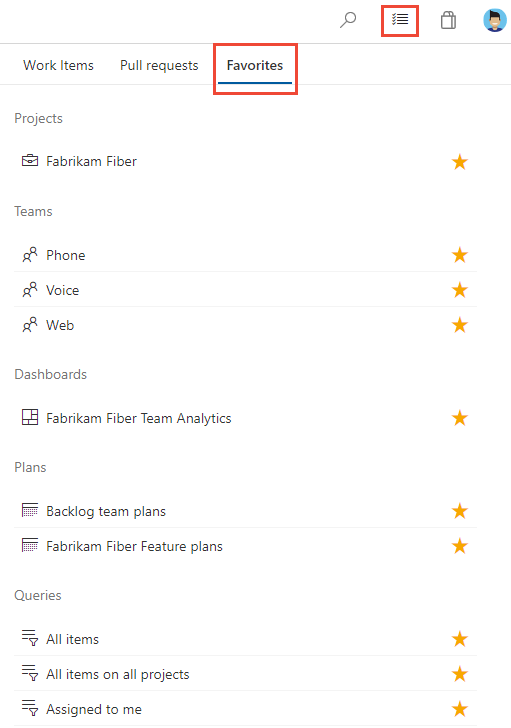 Work Items Pull requests Favorites
Projects
Fabrikam Fiber
Teams
Phone
Voice
Web
Dashboards
Fabrikam Fiber Team Analytics
Plans
Backlog team plans
Fabrikam Fiber Feature plans
Queries
All items
All items on all projects
Assigned to me